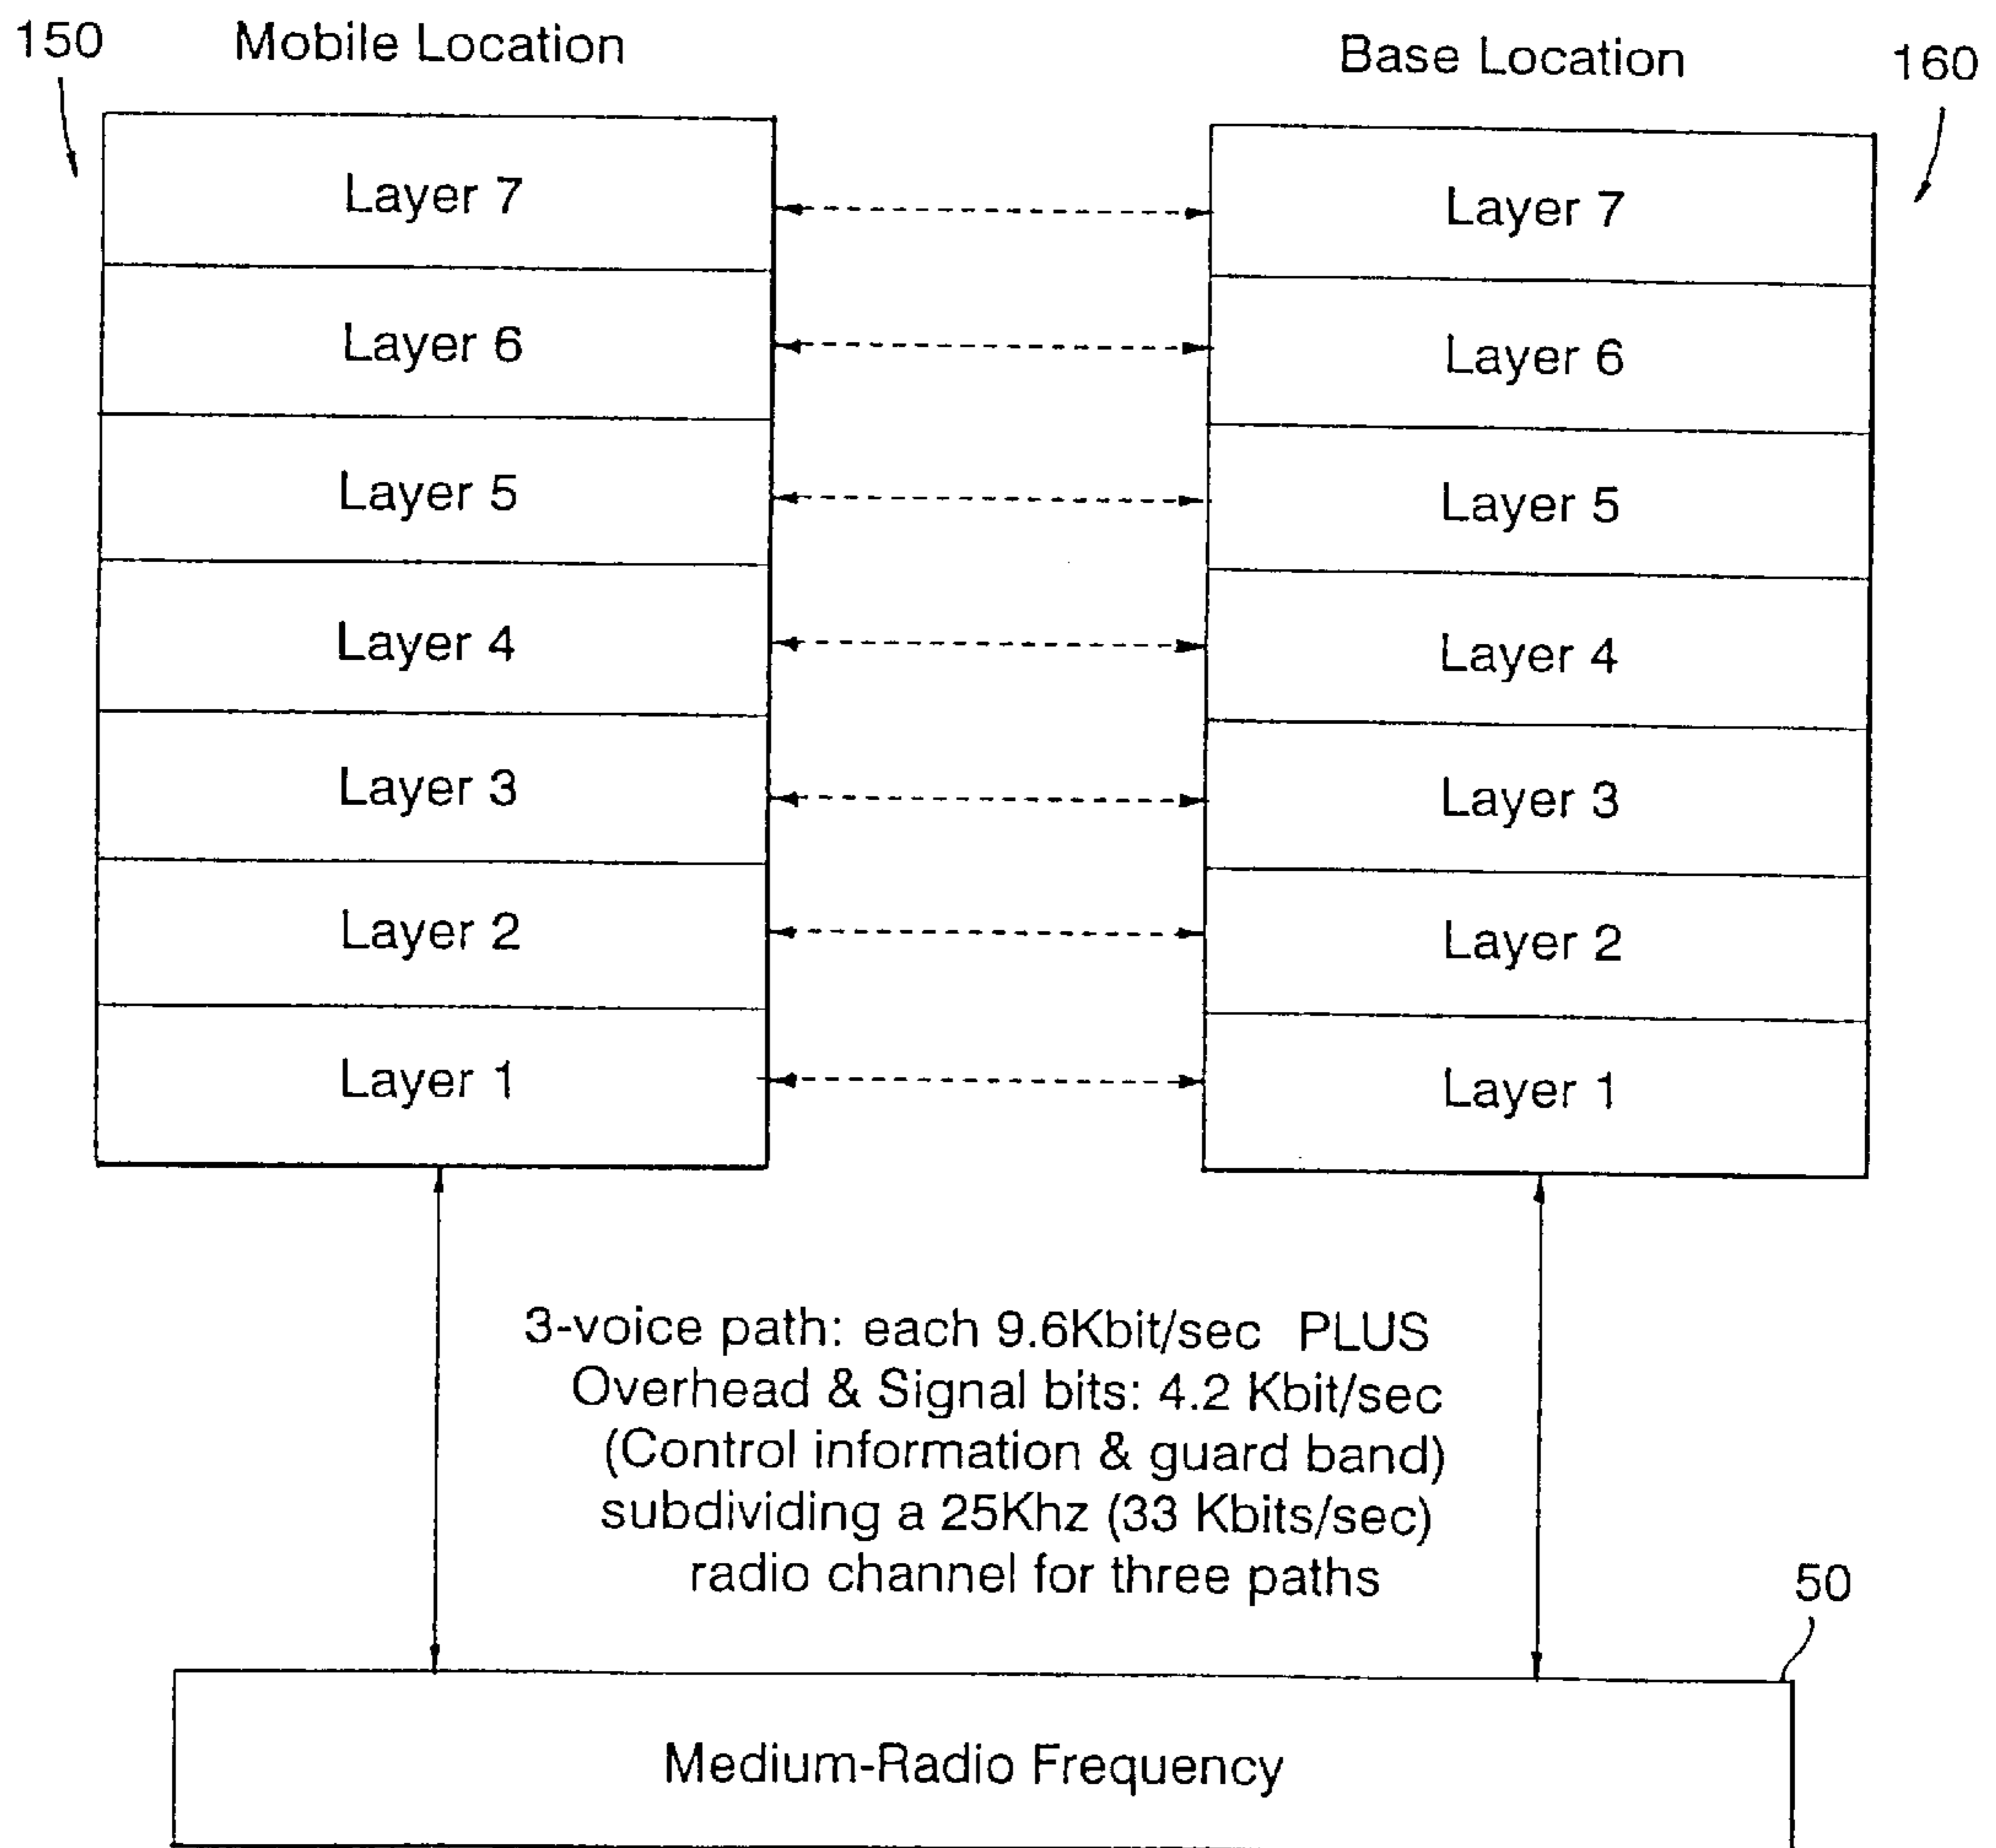 150 Mobile Location
Base Location 160
Layer 7
Layer 7
Layer 6
Layer 6
Layer 5
Layer 5
Layer 4
Layer 4
Layer 3
Layer 3
Layer 2
Layer 2
Layer 1
Layer 1
3-voice path: each 9.6Kbit/sec PLUS
Overhead & Signal bits: 4.2 Kbit/sec
(Control information & guard band)
subdividing a 25Khz (33 Kbits/sec)
radio channel for three paths
50
Medium-Radio Frequency